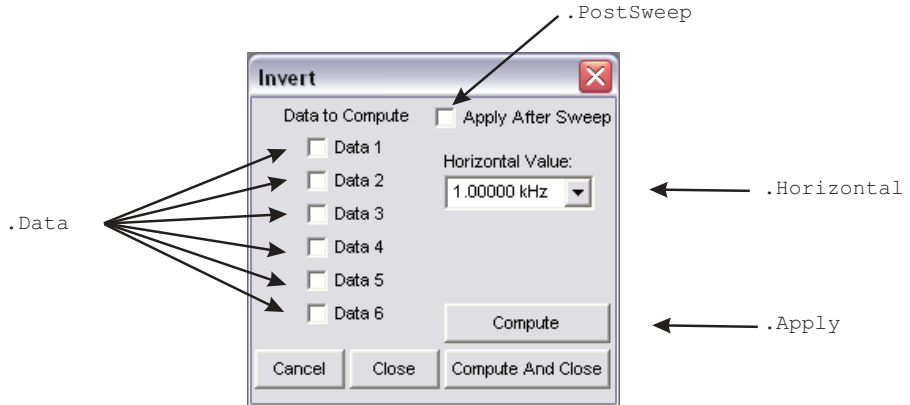 .PostSweep
Invert
Data to Compute
Apply After Sweep
Data 1
Horizontal Value:
Data 2
1.00000 kHz
.Horizontal
Data 3
.Data
Data 4
Data 5
Data 6
Compute
.Apply
Cancel
Close
Compute And Close